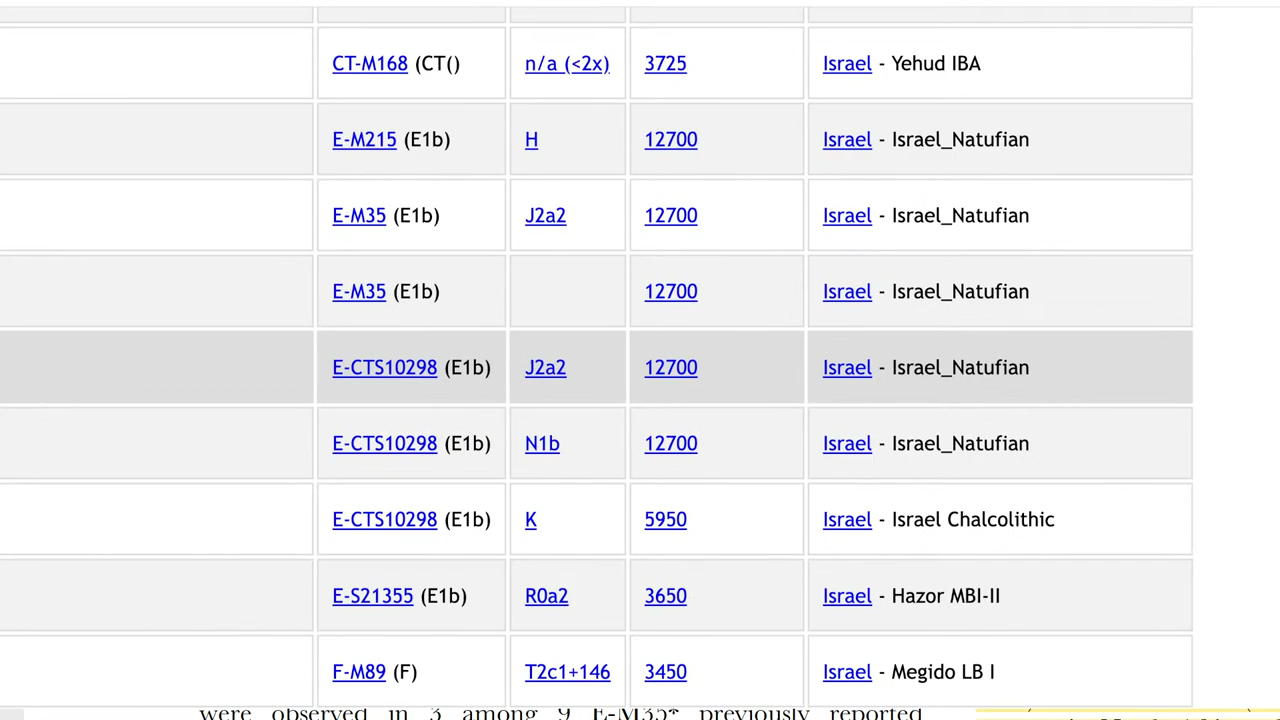 CT-M168 (CT() n/a (<2x) 3725 Israel - Yehud IBA
E-M215 (E1b) H 12700 Israel - Israel_Natufian
E-M35 (E1b) J2a2 12700 Israel - Israel_Natufian
E-M35 (E1b) 12700 Israel - Israel_Natufian
E-CTS10298 (E1b) J2a2 12700 Israel - Israel_Natufian
E-CTS10298 (E1b) N1b 12700 Israel - Israel_Natufian
E-CTS10298 (E1b) K 5950 Israel - Israel Chalcolithic
E-S21355 (E1b) R0a2 3650 Israel - Hazor MBI-II
F-M89 (F) T2c1+146 3450 Israel - Megido LB I
were observed in 3 among 9 E-M35* previously reported